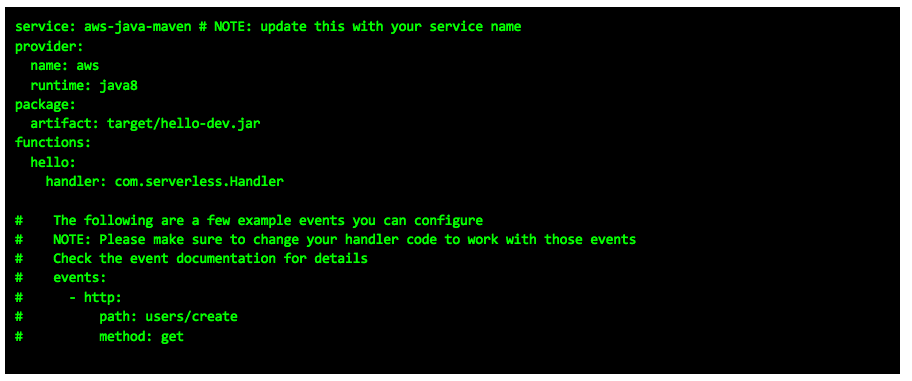 service: aws-java-maven # NOTE: update this with your service name
provider:
  name: aws
  runtime: java8
package:
  artifact: target/hello-dev.jar
functions:
  hello:
    handler: com.serverless.Handler

#    The following are a few example events you can configure
#    NOTE: Please make sure to change your handler code to work with those events
#    Check the event documentation for details
#    events:
#      - http:
#          path: users/create
#          method: get